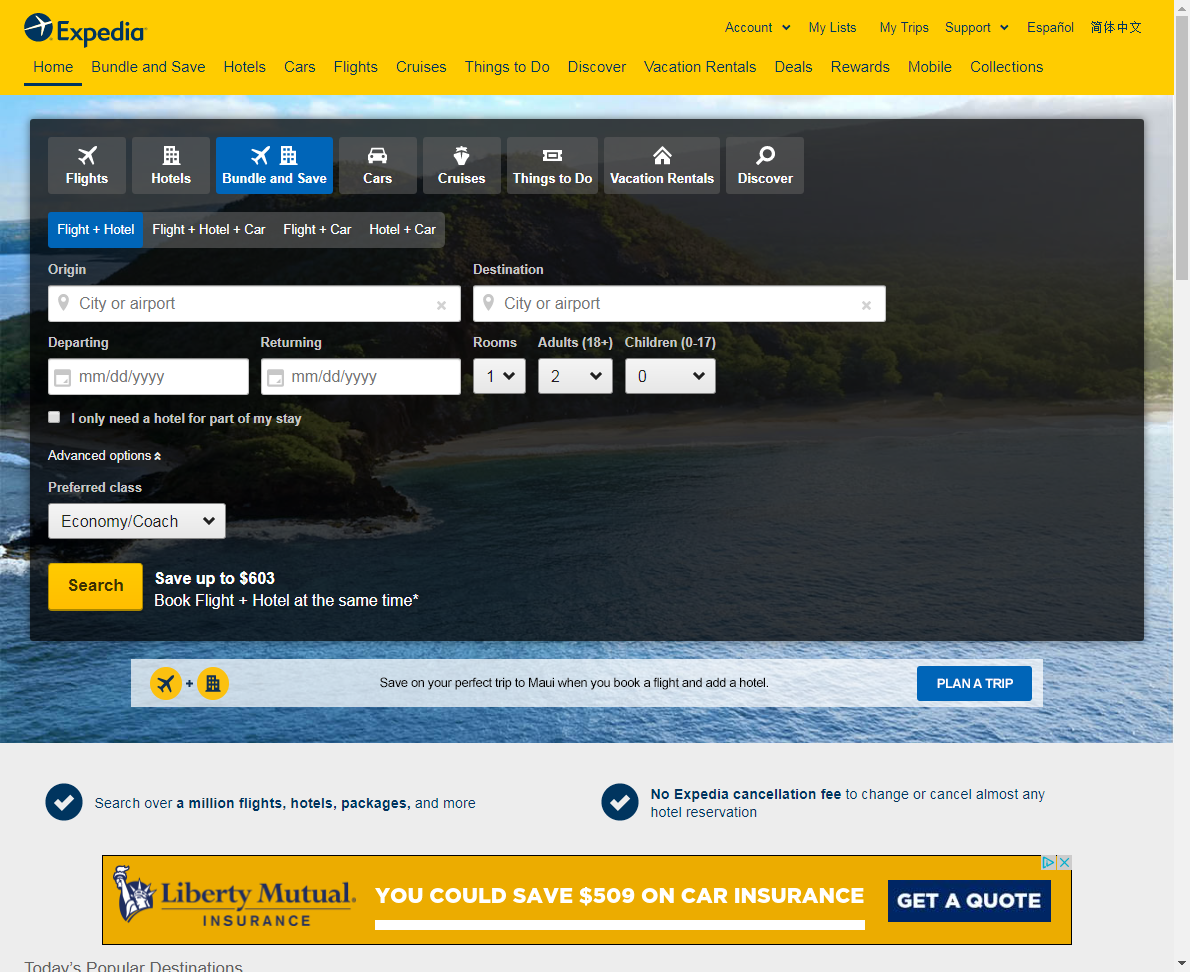 Expedia
Account
My Lists
My Trips
Support
Español
简体中文
Home
Bundle and Save
Hotels
Cars
Flights
Cruises
Things to Do
Discover
Vacation Rentals
Deals
Rewards
Mobile
Collections
Flights
Hotels
Bundle and Save
Cars
Cruises
Things to Do
Vacation Rentals
Discover
Flight + Hotel
Flight + Hotel + Car
Flight + Car
Hotel + Car
Origin
Destination
City or airport
City or airport
Departing
Returning
Rooms
Adults (18+)
Children (0-17)
mm/dd/yyyy
mm/dd/yyyy
1
2
0
I only need a hotel for part of my stay
Advanced options
Preferred class
Economy/Coach
Search
Save up to $603
Book Flight + Hotel at the same time*
+
Save on your perfect trip to Maui when you book a flight and add a hotel.
PLAN A TRIP
Search over a million flights, hotels, packages, and more
No Expedia cancellation fee to change or cancel almost any
hotel reservation
Liberty Mutual.
INSURANCE
YOU COULD SAVE $509 ON CAR INSURANCE
GET A QUOTE
Today's Popular Destinations